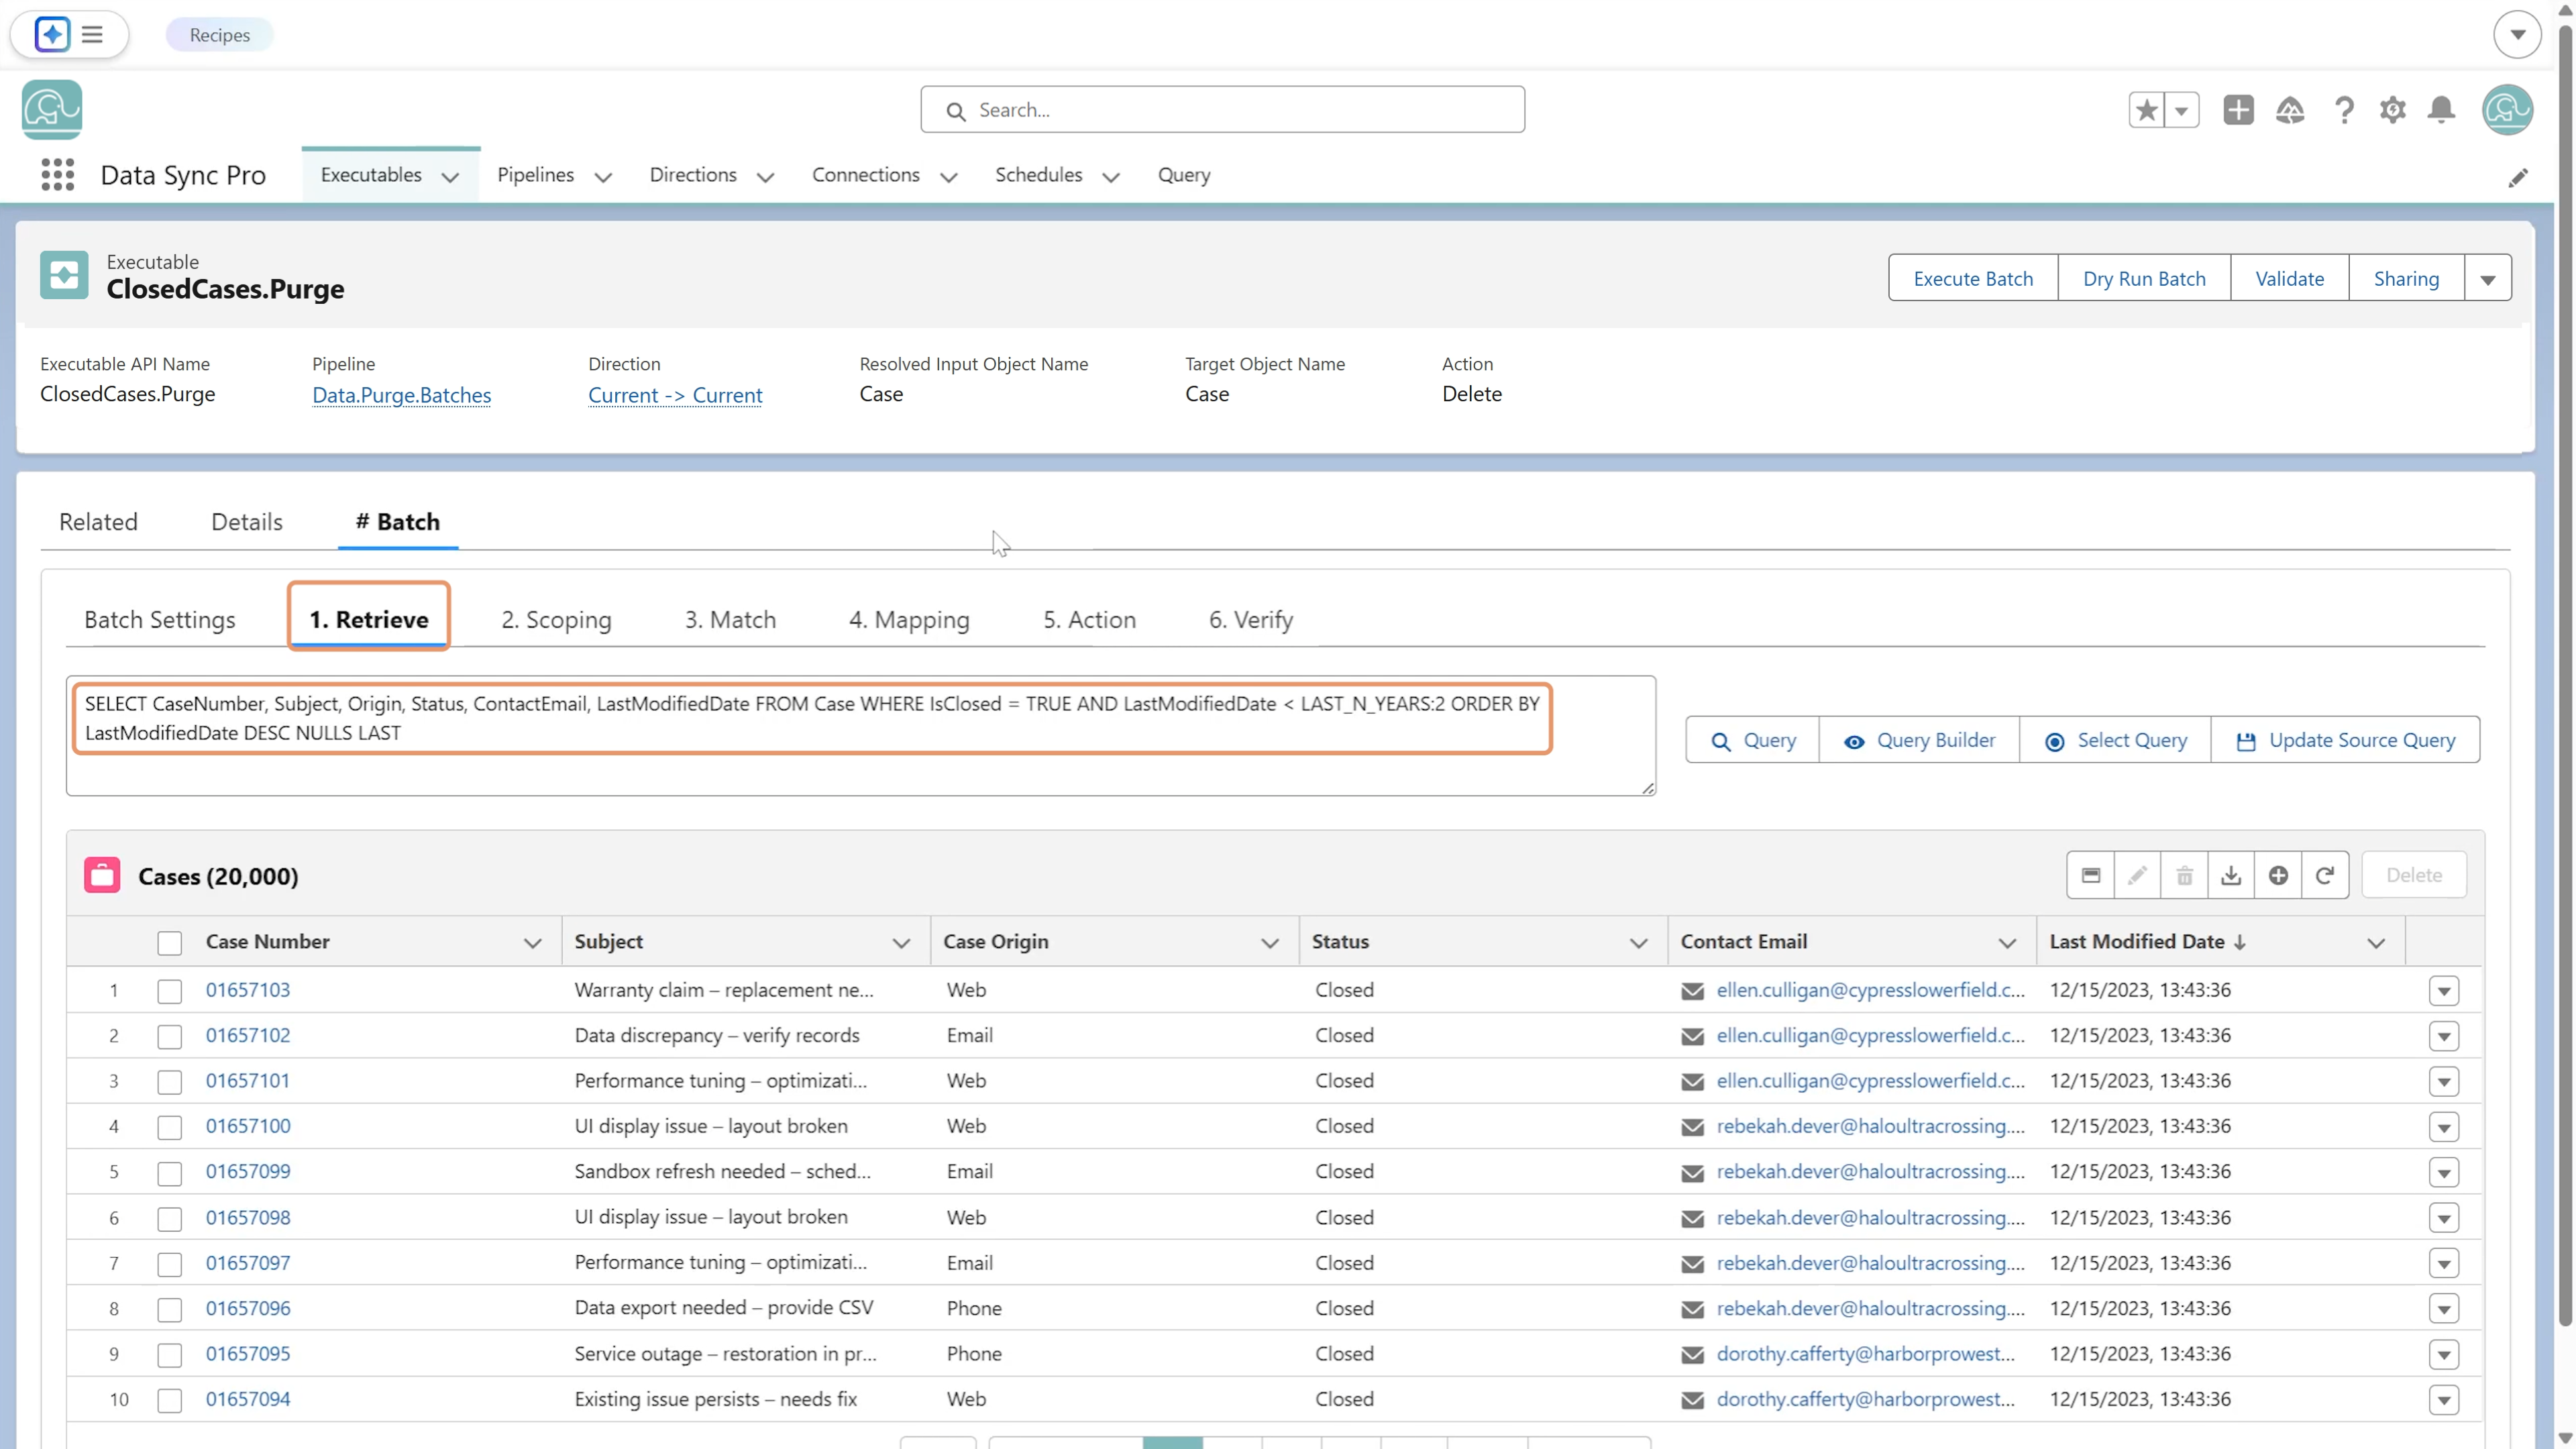 Recipes
Search...
Data Sync Pro
Executables
Pipelines
Directions
Connections
Schedules
Query
Executable
ClosedCases.Purge
Execute Batch
Dry Run Batch
Validate
Sharing
Executable API Name
Pipeline
Direction
Resolved Input Object Name
Target Object Name
Action
ClosedCases.Purge
Data.Purge.Batches
Current -> Current
Case
Case
Delete
Related
Details
# Batch
Batch Settings
1. Retrieve
2. Scoping
3. Match
4. Mapping
5. Action
6. Verify
SELECT CaseNumber, Subject, Origin, Status, ContactEmail, LastModifiedDate FROM Case WHERE IsClosed = TRUE AND LastModifiedDate < LAST_N_YEARS:2 ORDER BY
LastModifiedDate DESC NULLS LAST
Query
Query Builder
Select Query
Update Source Query
Cases (20,000)
Delete
Case Number Subject Case Origin Status Contact Email Last Modified Date
1 01657103 Warranty claim – replacement ne... Web Closed ellen.culligan@cypresslowerfield.c... 12/15/2023, 13:43:36
2 01657102 Data discrepancy – verify records Email Closed ellen.culligan@cypresslowerfield.c... 12/15/2023, 13:43:36
3 01657101 Performance tuning – optimizati... Web Closed ellen.culligan@cypresslowerfield.c... 12/15/2023, 13:43:36
4 01657100 UI display issue – layout broken Web Closed rebekah.dever@haloultracrossing.... 12/15/2023, 13:43:36
5 01657099 Sandbox refresh needed – sched... Email Closed rebekah.dever@haloultracrossing.... 12/15/2023, 13:43:36
6 01657098 UI display issue – layout broken Web Closed rebekah.dever@haloultracrossing.... 12/15/2023, 13:43:36
7 01657097 Performance tuning – optimizati... Email Closed rebekah.dever@haloultracrossing.... 12/15/2023, 13:43:36
8 01657096 Data export needed – provide CSV Phone Closed rebekah.dever@haloultracrossing.... 12/15/2023, 13:43:36
9 01657095 Service outage – restoration in pr... Phone Closed dorothy.cafferty@harborprowest... 12/15/2023, 13:43:36
10 01657094 Existing issue persists – needs fix Web Closed dorothy.cafferty@harborprowest... 12/15/2023, 13:43:36